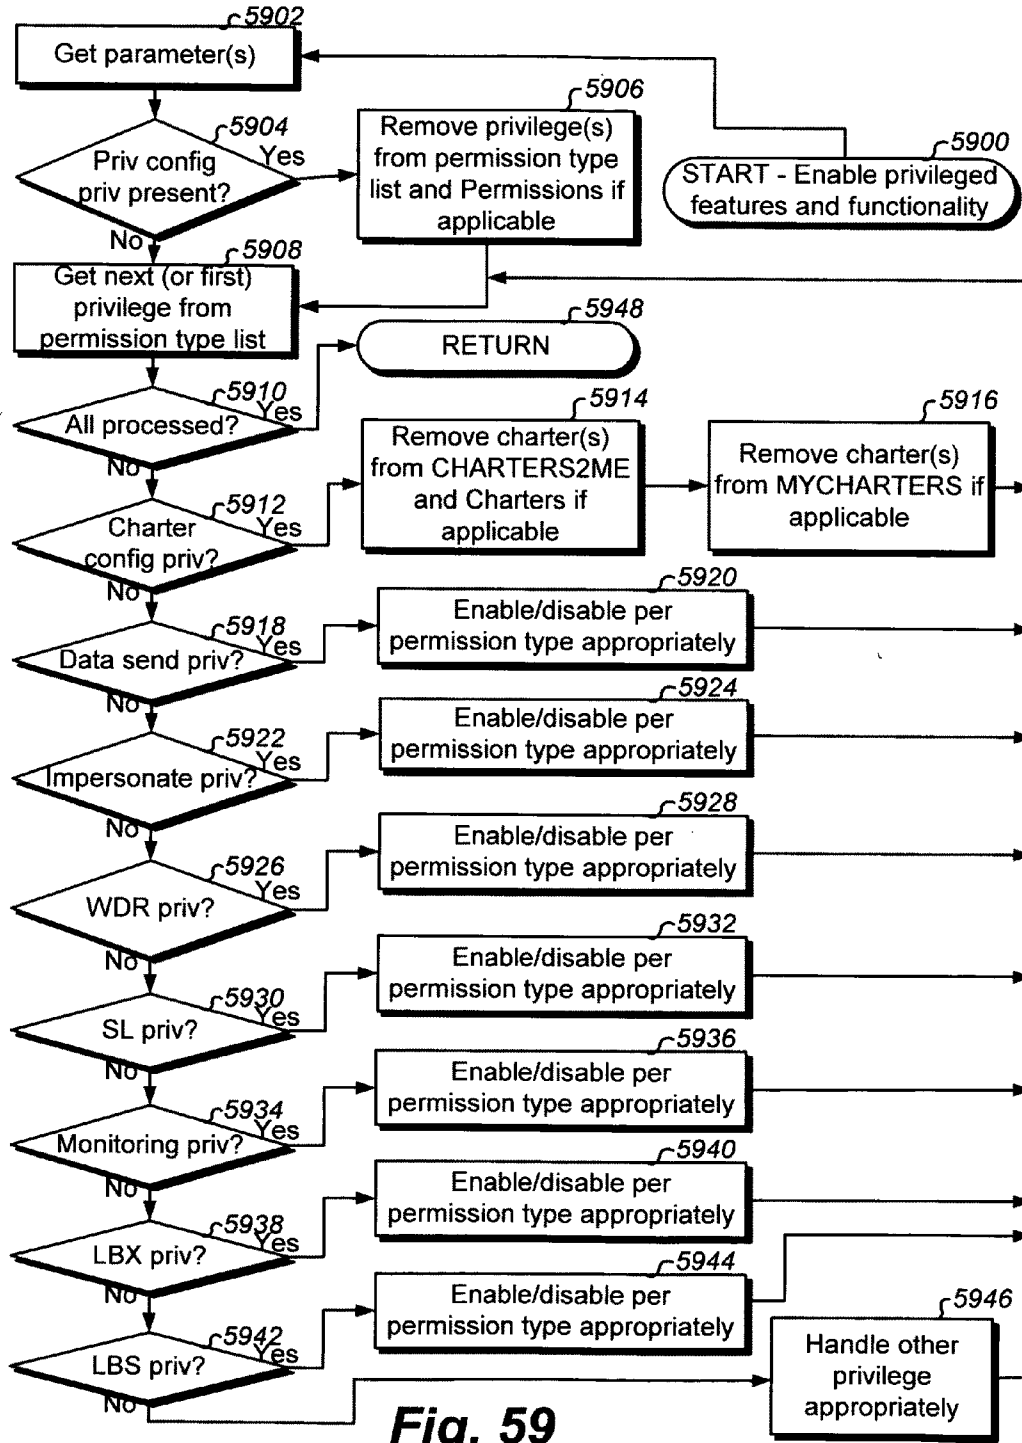 5902
Get parameter(s)
5904
Priv config
priv present?
Yes
No
5906
Remove privilege(s)
from permission type
list and Permissions if
applicable
5900
START - Enable privileged
features and functionality
5908
Get next (or first)
privilege from
permission type list
5948
RETURN
5910
All processed?
Yes
No
5912
Charter
config priv?
Yes
No
5914
Remove charter(s)
from CHARTERS2ME
and Charters if
applicable
5916
Remove charter(s)
from MYCHARTERS if
applicable
5918
Data send priv?
Yes
No
5920
Enable/disable per
permission type appropriately
5922
Impersonate priv?
Yes
No
5924
Enable/disable per
permission type appropriately
5926
WDR priv?
Yes
No
5928
Enable/disable per
permission type appropriately
5930
SL priv?
Yes
No
5932
Enable/disable per
permission type appropriately
5934
Monitoring priv?
Yes
No
5936
Enable/disable per
permission type appropriately
5938
LBX priv?
Yes
No
5940
Enable/disable per
permission type appropriately
5942
LBS priv?
Yes
No
5944
Enable/disable per
permission type appropriately
5946
Handle other
privilege
appropriately
Fig. 59